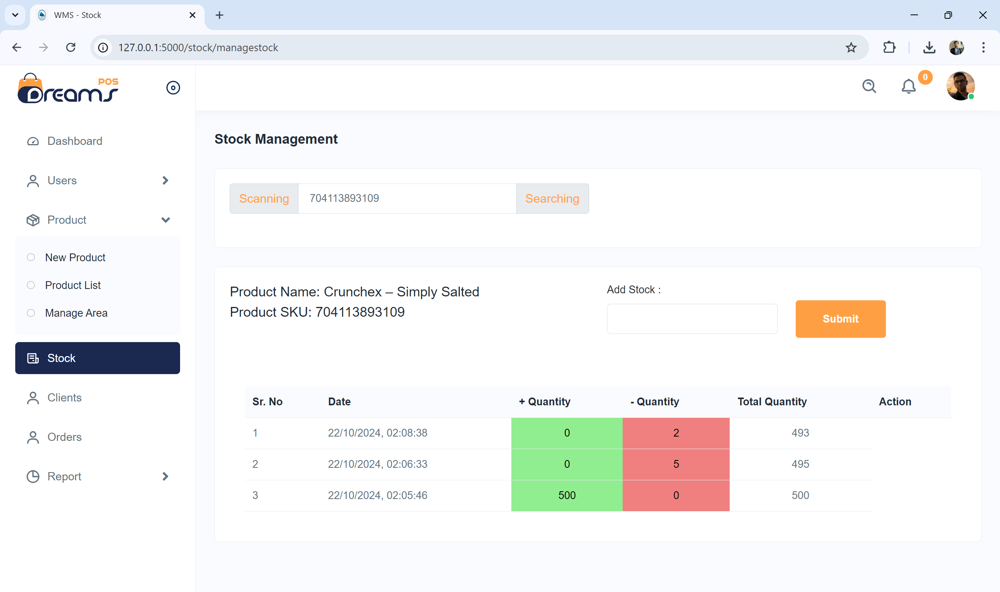 WMS - Stock
127.0.0.1:5000/stock/managestock
POS
Dreams
0
Dashboard
Users
Product
New Product
Product List
Manage Area
Stock
Clients
Orders
Report
Stock Management
Scanning 704113893109 Searching
Product Name: Crunchex – Simply Salted
Product SKU: 704113893109
Add Stock :
Submit
Sr. No Date + Quantity - Quantity Total Quantity Action
1 22/10/2024, 02:08:38 0 2 493
2 22/10/2024, 02:06:33 0 5 495
3 22/10/2024, 02:05:46 500 0 500